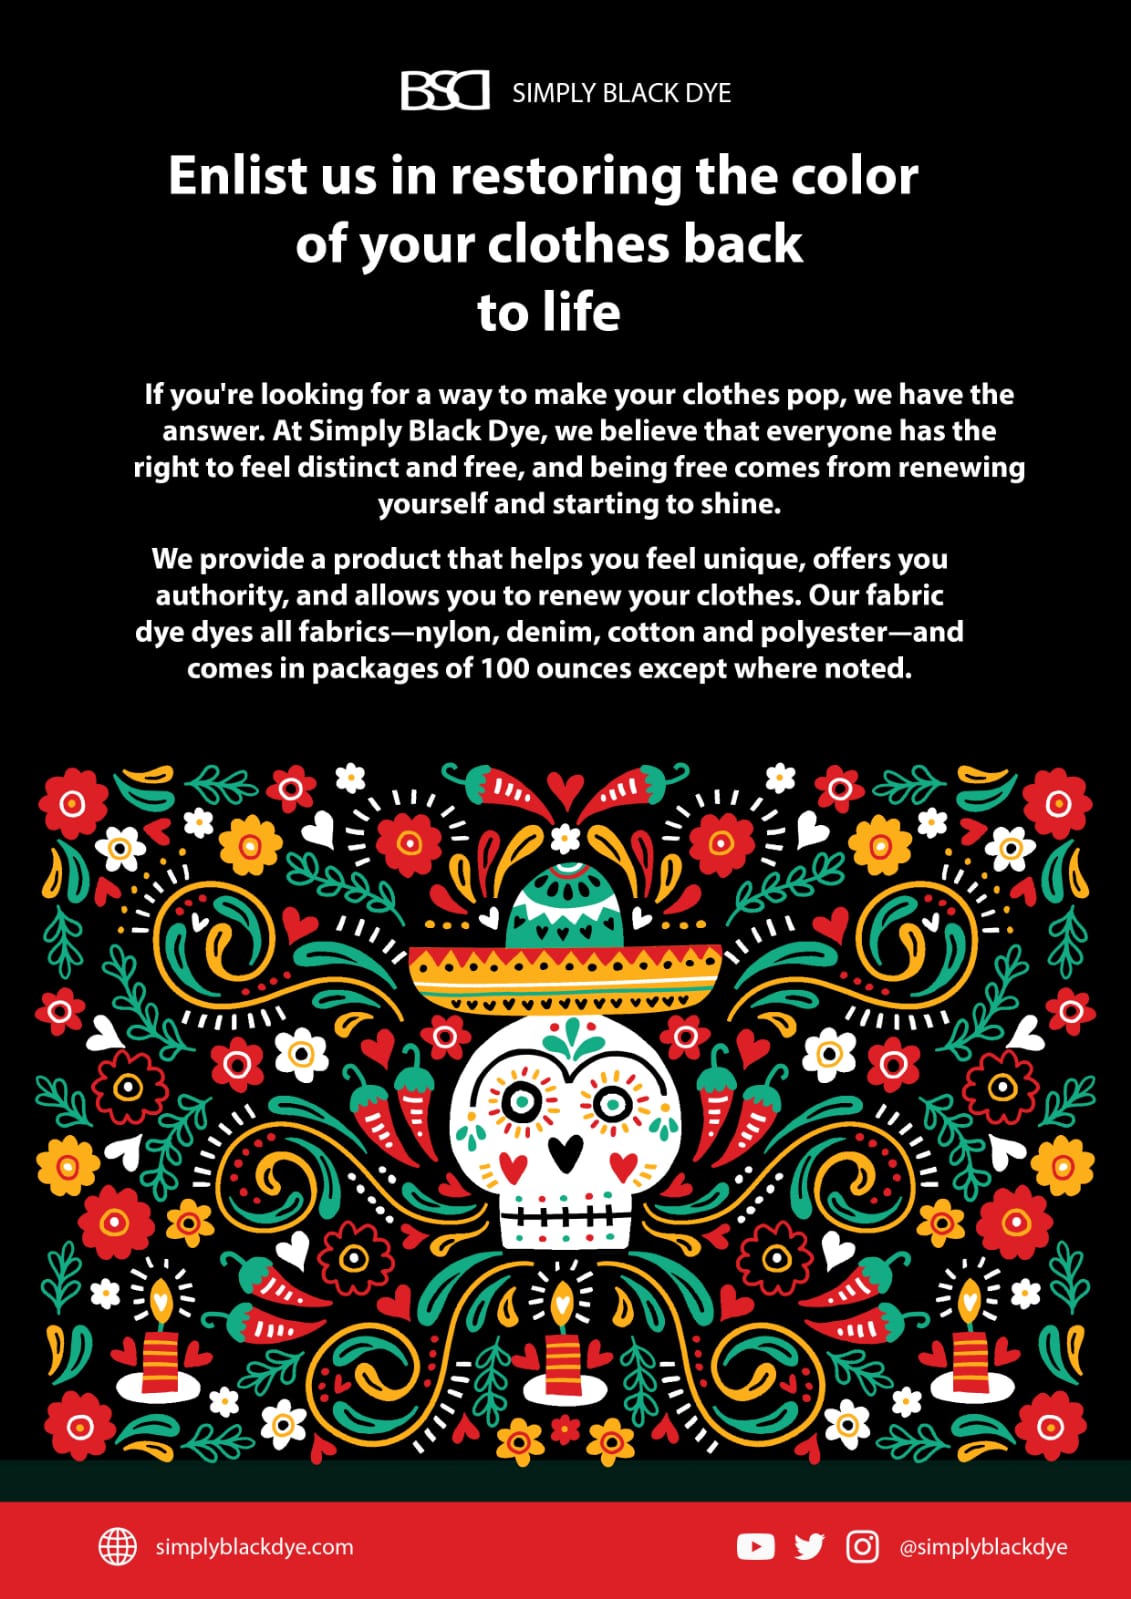 BSD SIMPLY BLACK DYE
Enlist us in restoring the color
of your clothes back
to life
If you're looking for a way to make your clothes pop, we have the
answer. At Simply Black Dye, we believe that everyone has the
right to feel distinct and free, and being free comes from renewing
yourself and starting to shine.
We provide a product that helps you feel unique, offers you
authority, and allows you to renew your clothes. Our fabric
dye dyes all fabrics—nylon, denim, cotton and polyester—and
comes in packages of 100 ounces except where noted.
simplyblackdye.com
@simplyblackdye